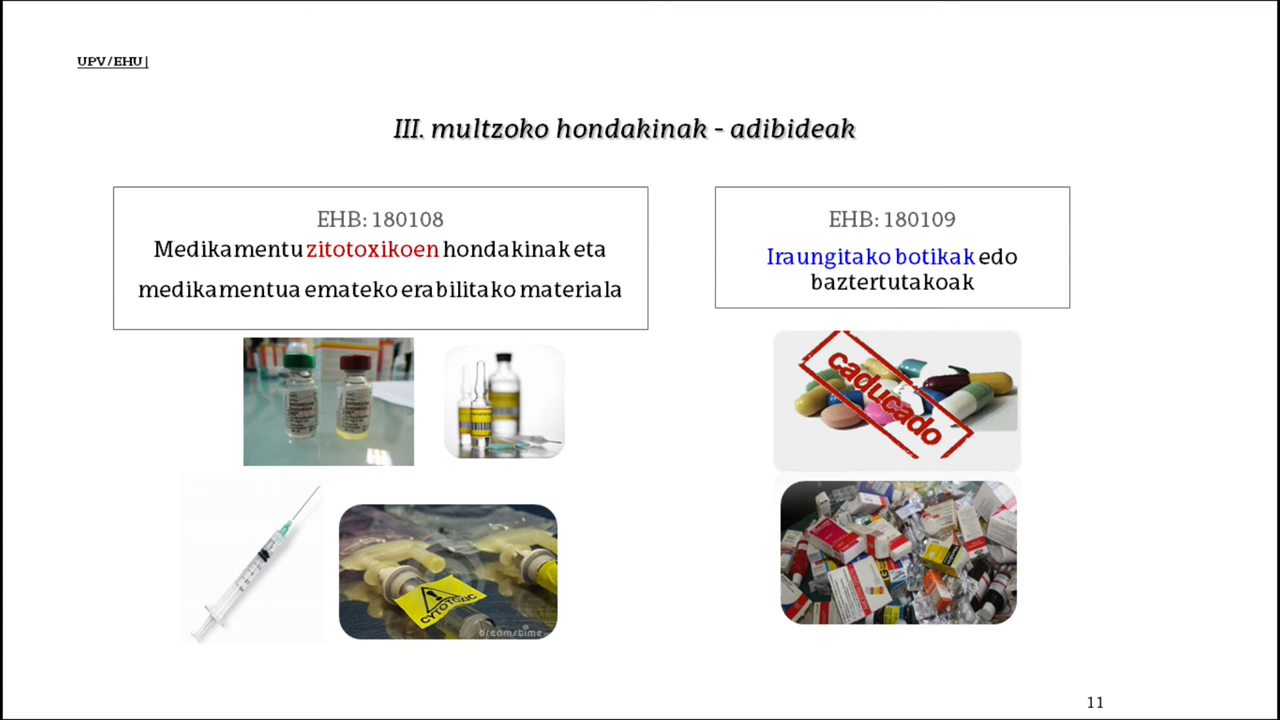 UPV/EHU|
III. multzoko hondakinak - adibideak
EHB: 180108
Medikamentu zitotoxikoen hondakinak eta
medikamentua emateko erabilitako materiala
EHB: 180109
Iraungitako botikak edo
baztertutakoak
caducado
CYTOTOXIC
dreamstime
11